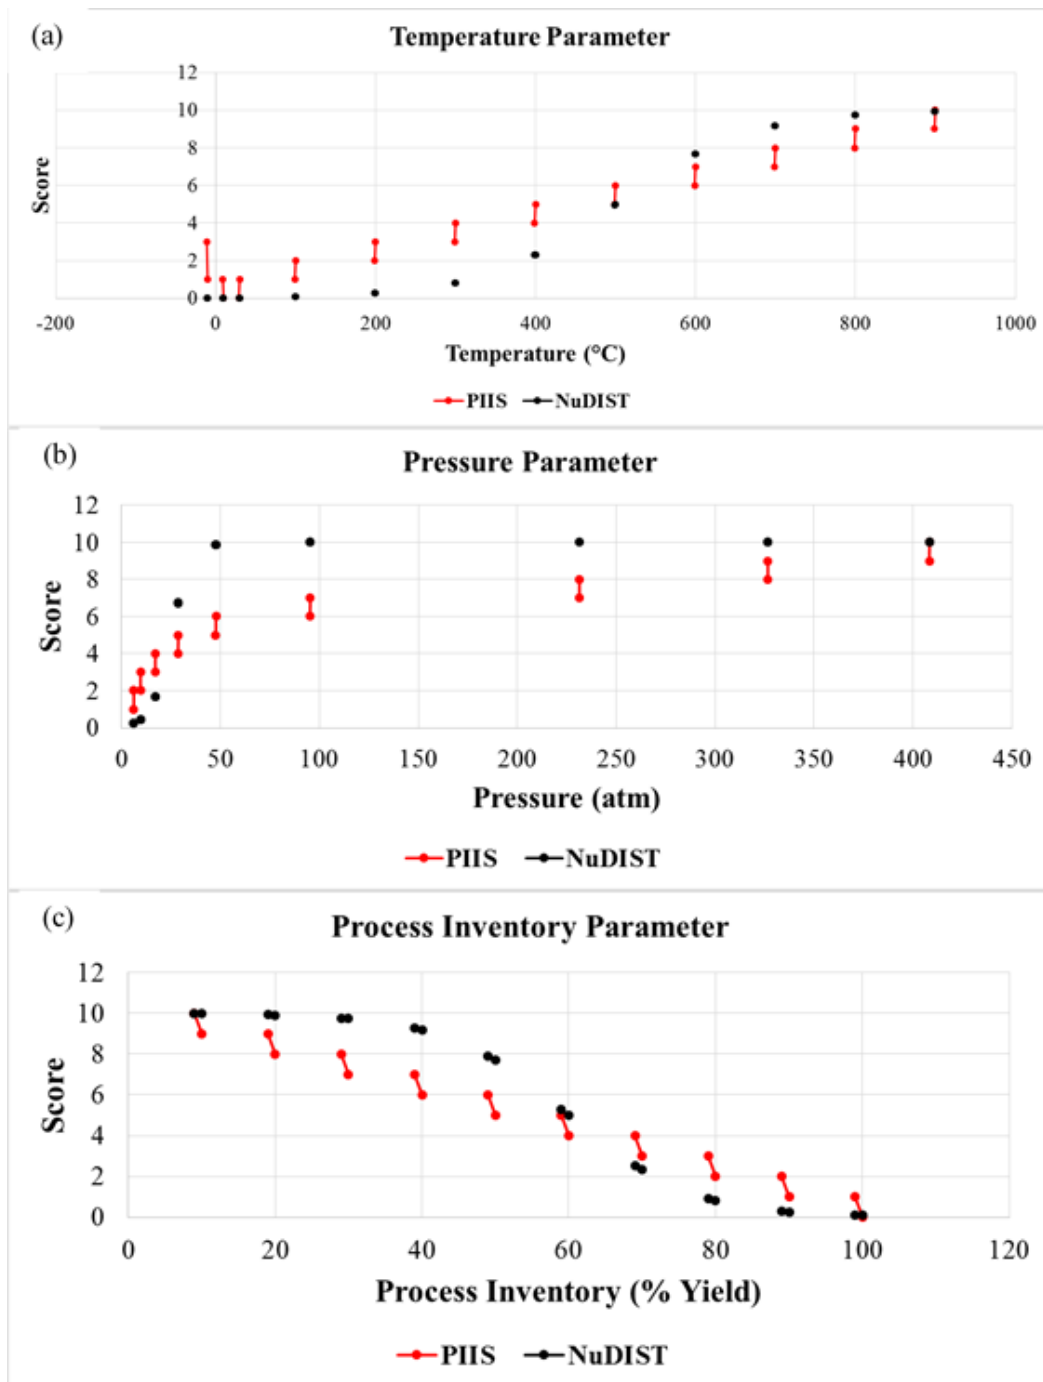 (a)
Temperature Parameter
12
10
8
6
4
2
0
Score
-200 0 200 400 600 800 1000
Temperature (°C)
PIIS NuDIST
(b)
Pressure Parameter
12
10
8
6
4
2
0
Score
0 50 100 150 200 250 300 350 400 450
Pressure (atm)
PIIS NuDIST
(c)
Process Inventory Parameter
12
10
8
6
4
2
0
Score
0 20 40 60 80 100 120
Process Inventory (% Yield)
PIIS NuDIST